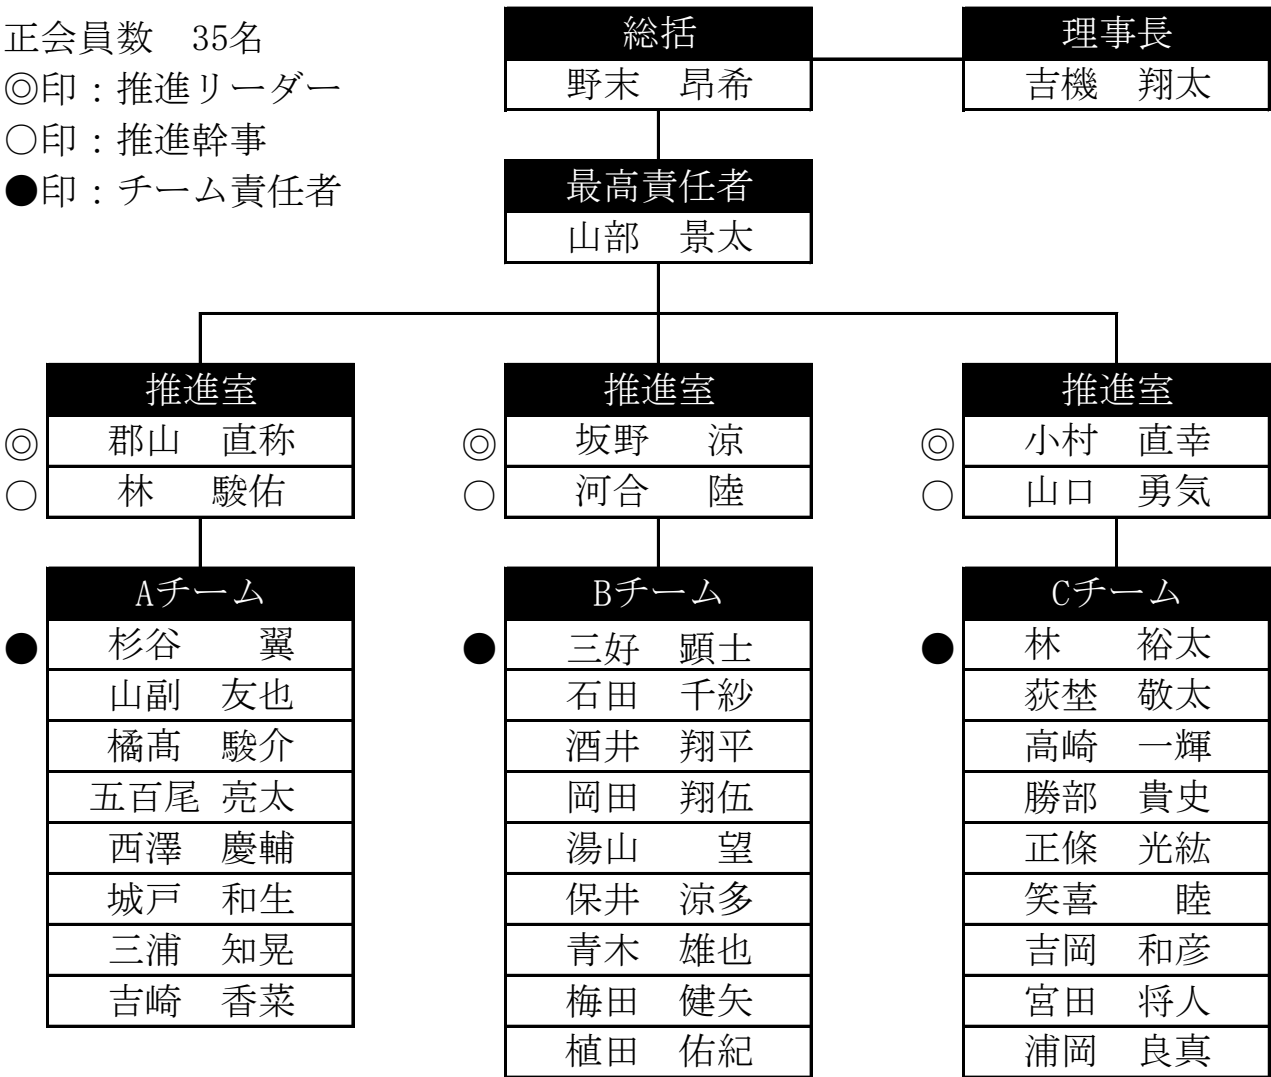 正会員数　35名
◎印：推進リーダー
○印：推進幹事
●印：チーム責任者
総括
野末　昂希
理事長
吉機　翔太
最高責任者
山部　景太
推進室
◎ 郡山　直称
○ 林　駿佑
推進室
◎ 坂野　涼
○ 河合　陸
推進室
◎ 小村　直幸
○ 山口　勇気
Aチーム
● 杉谷　翼
山副　友也
橘髙　駿介
五百尾 亮太
西澤　慶輔
城戸　和生
三浦　知晃
吉崎　香菜
Bチーム
● 三好　顕士
石田　千紗
酒井　翔平
岡田　翔伍
湯山　望
保井　涼多
青木　雄也
梅田　健矢
植田　佑紀
Cチーム
● 林　裕太
荻埜　敬太
高崎　一輝
勝部　貴史
正條　光紘
笑喜　睦
吉岡　和彦
宮田　将人
浦岡　良真